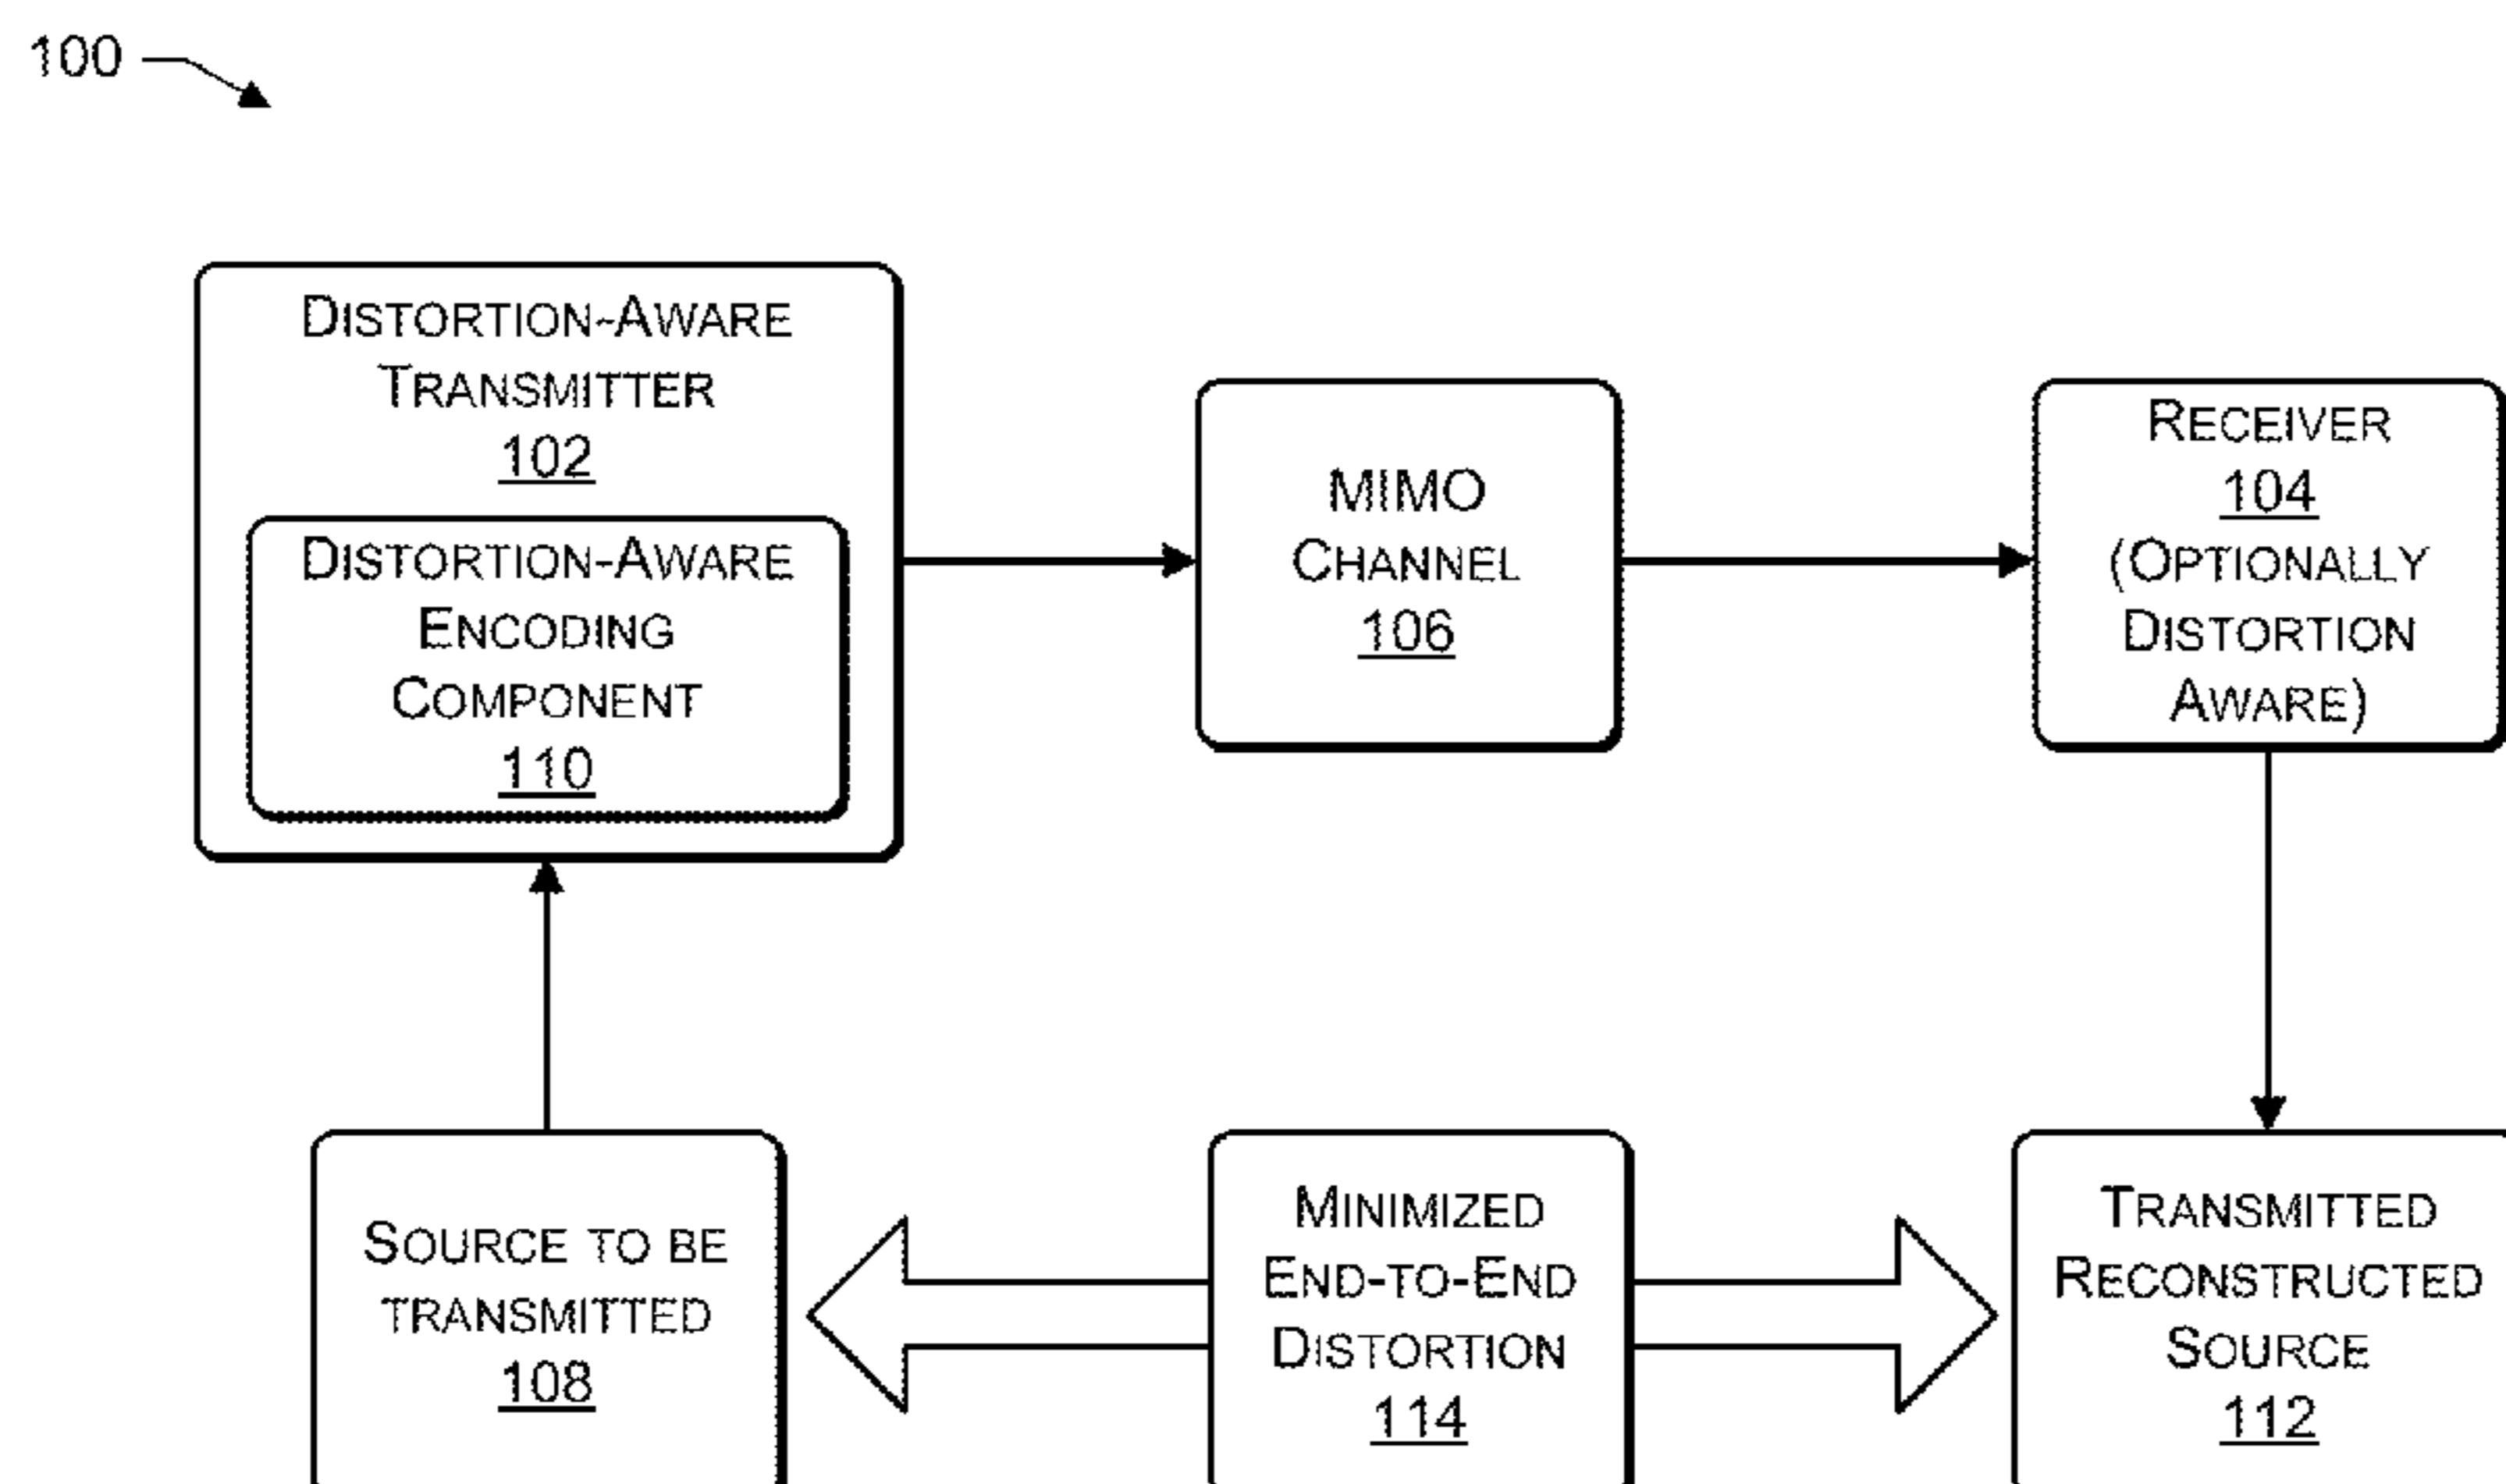 100
DISTORTION-AWARE
TRANSMITTER
102
DISTORTION-AWARE
ENCODING
COMPONENT
110
MIMO
CHANNEL
106
RECEIVER
104
(OPTIONALLY
DISTORTION
AWARE)
SOURCE TO BE
TRANSMITTED
108
MINIMIZED
END-TO-END
DISTORTION
114
TRANSMITTED
RECONSTRUCTED
SOURCE
112